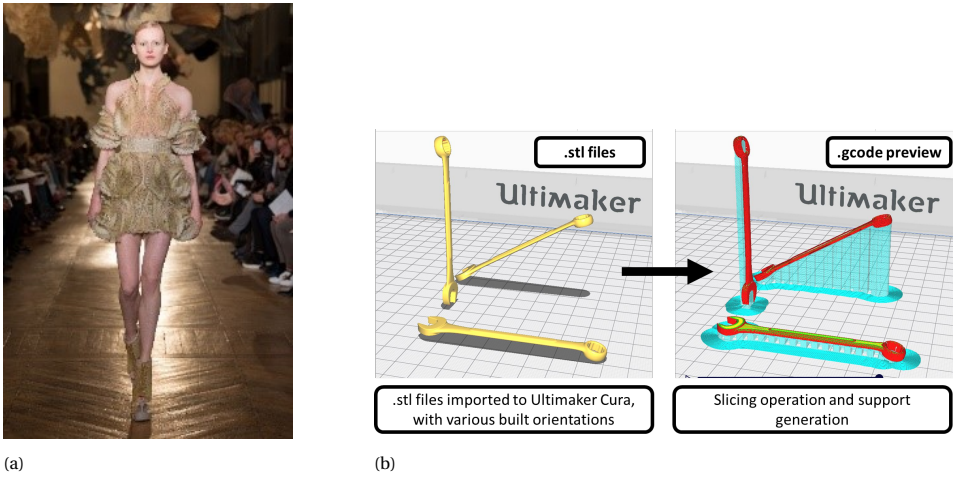 .stl files
Ultimaker
.gcode preview
Ultimaker
.stl files imported to Ultimaker Cura,
with various built orientations
Slicing operation and support
generation
(a)
(b)